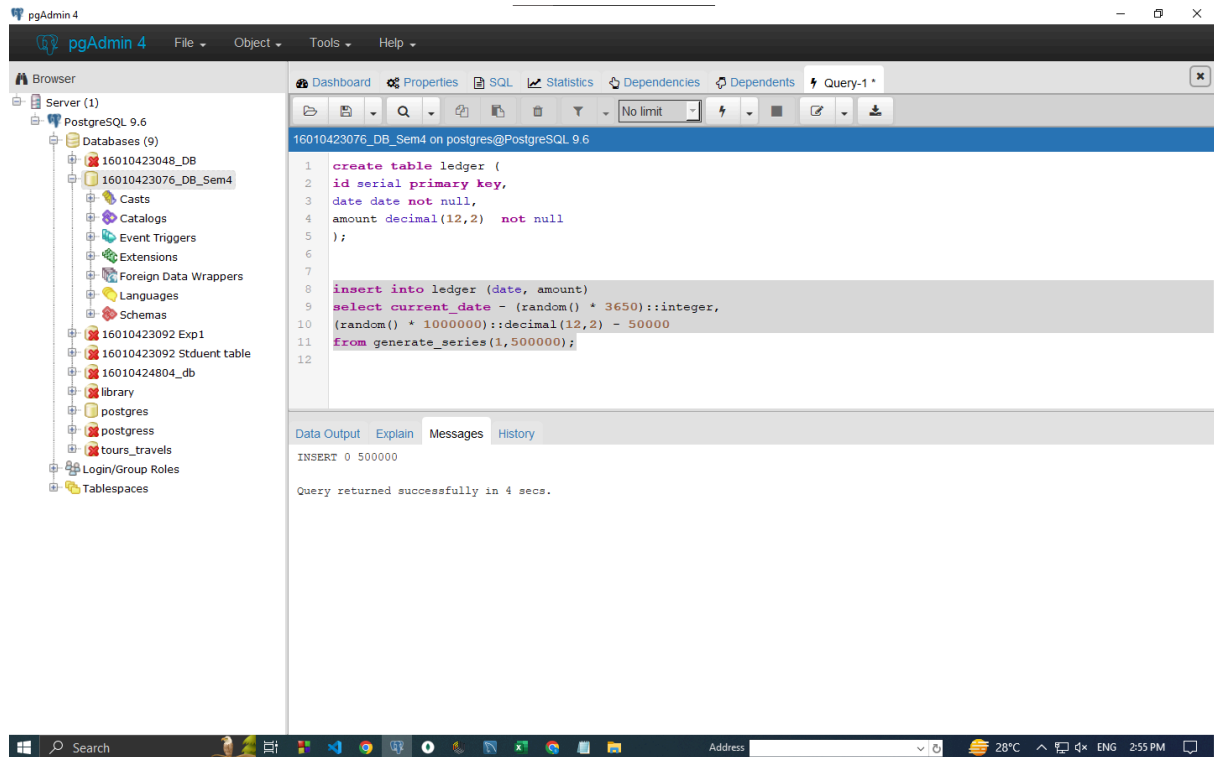 pgAdmin 4
pgAdmin 4 File Object Tools Help
Browser
Server (1)
PostgreSQL 9.6
Databases (9)
16010423048_DB
16010423076_DB_Sem4
Casts
Catalogs
Event Triggers
Extensions
Foreign Data Wrappers
Languages
Schemas
16010423092 Exp1
16010423092 Stduent table
16010424804_db
library
postgres
postgress
tours_travels
Login/Group Roles
Tablespaces
Dashboard Properties SQL Statistics Dependencies Dependents Query-1 *
No limit
16010423076_DB_Sem4 on postgres@PostgreSQL 9.6
1 create table ledger (
2 id serial primary key,
3 date date not null,
4 amount decimal(12,2)  not null
5 );
6
7
8 insert into ledger (date, amount)
9 select current_date - (random() * 3650)::integer,
10 (random() * 1000000)::decimal(12,2) - 50000
11 from generate_series(1,500000);
12
Data Output Explain Messages History
INSERT 0 500000
Query returned successfully in 4 secs.
Search Address 28°C ENG 2:55 PM